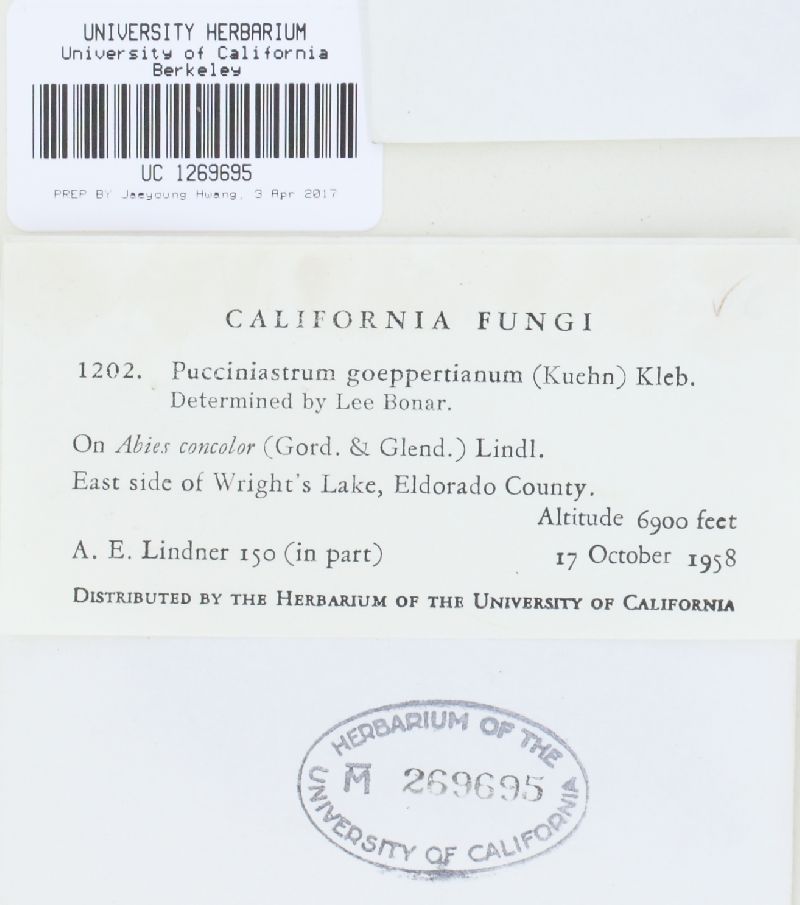 UNIVERSITY HERBARIUM
University of California
Berkeley
UC 1269695
PREP BY Jaeyoung Hwang, 3 Apr 2017
CALIFORNIA FUNGI
1202. Pucciniastrum goeppertianum (Kuehn) Kleb.
Determined by Lee Bonar.
On Abies concolor (Gord. & Glend.) Lindl.
East side of Wright's Lake, Eldorado County.
Altitude 6900 feet
A. E. Lindner 150 (in part) 17 October 1958
DISTRIBUTED BY THE HERBARIUM OF THE UNIVERSITY OF CALIFORNIA
HERBARIUM OF THE
M̅ 269695
UNIVERSITY OF CALIFORNIA